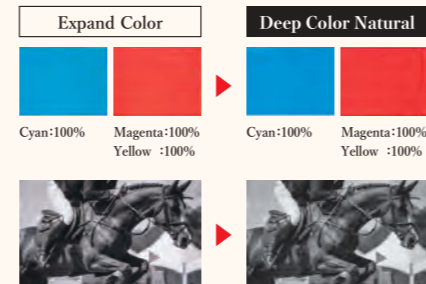 Expand Color
Deep Color Natural
Cyan:100%
Magenta:100%
Yellow :100%
Cyan:100%
Magenta:100%
Yellow :100%